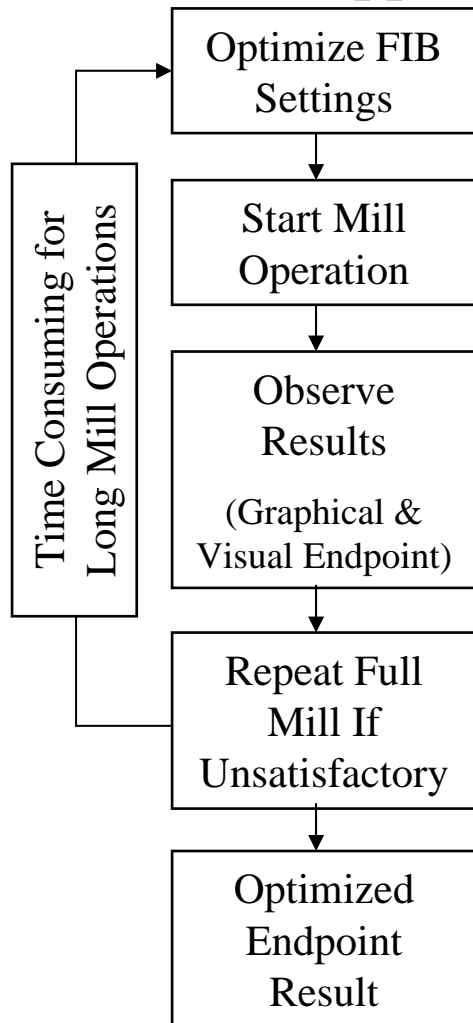 Optimize FIB
Settings
Start Mill
Operation
Observe
Results
(Graphical &
Visual Endpoint)
Repeat Full
Mill If
Unsatisfactory
Optimized
Endpoint
Result
Time Consuming for
Long Mill Operations